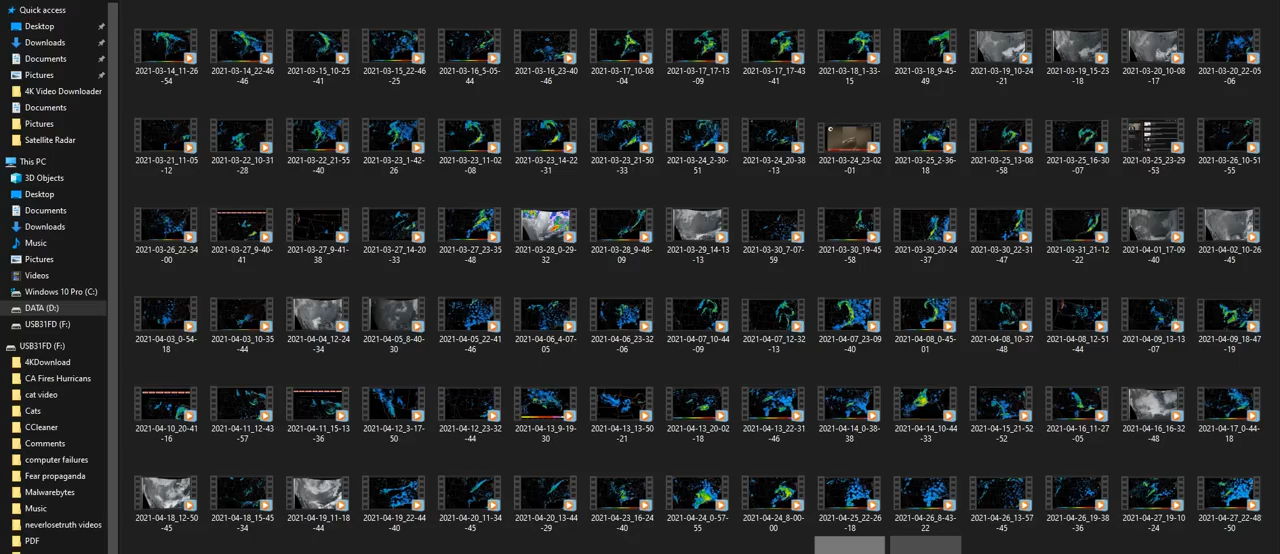 Quick access
Desktop
Downloads
Documents
Pictures
4K Video Downloader
Documents
Pictures
Satellite Radar
This PC
3D Objects
Desktop
Documents
Downloads
Music
Pictures
Videos
Windows 10 Pro (C:)
DATA (D:)
USB31FD (F:)
USB31FD (F:)
4KDownload
CA Fires Hurricans
cat video
Cats
CCleaner
Comments
computer failures
Fear propaganda
Malwarebytes
Music
neverlosetruth videos
PDF
2021-03-14_11-26-54
2021-03-14_22-46-46
2021-03-15_10-25-41
2021-03-15_22-46-25
2021-03-16_5-05-44
2021-03-16_23-40-46
2021-03-17_10-08-04
2021-03-17_17-13-09
2021-03-17_17-43-41
2021-03-18_1-33-15
2021-03-18_9-45-49
2021-03-19_10-24-21
2021-03-19_15-23-18
2021-03-20_10-08-17
2021-03-20_22-05-06
2021-03-21_11-05-12
2021-03-22_10-31-28
2021-03-22_21-55-40
2021-03-23_1-42-26
2021-03-23_11-02-08
2021-03-23_14-22-31
2021-03-23_21-50-33
2021-03-24_2-30-51
2021-03-24_20-38-13
2021-03-24_23-02-01
2021-03-25_2-36-18
2021-03-25_13-08-58
2021-03-25_16-30-07
2021-03-25_23-29-53
2021-03-26_10-51-55
2021-03-26_22-34-00
2021-03-27_9-40-41
2021-03-27_9-41-38
2021-03-27_14-20-33
2021-03-27_23-35-48
2021-03-28_0-29-32
2021-03-28_9-48-09
2021-03-29_14-13-13
2021-03-30_7-07-59
2021-03-30_19-45-58
2021-03-30_20-24-37
2021-03-30_22-31-47
2021-03-31_21-12-22
2021-04-01_17-09-40
2021-04-02_10-26-45
2021-04-03_0-54-18
2021-04-03_10-35-44
2021-04-04_12-24-34
2021-04-05_8-40-30
2021-04-05_22-41-46
2021-04-06_4-07-05
2021-04-06_23-32-06
2021-04-07_10-44-09
2021-04-07_12-32-13
2021-04-07_23-09-40
2021-04-08_0-45-01
2021-04-08_10-37-48
2021-04-08_12-51-44
2021-04-09_13-13-07
2021-04-09_18-47-19
2021-04-10_20-41-16
2021-04-11_12-43-57
2021-04-11_15-13-36
2021-04-12_3-17-50
2021-04-12_23-32-44
2021-04-13_9-19-30
2021-04-13_13-50-21
2021-04-13_20-02-18
2021-04-13_22-31-46
2021-04-14_0-38-38
2021-04-14_10-44-33
2021-04-15_21-52-52
2021-04-16_11-27-05
2021-04-16_16-32-48
2021-04-17_0-44-18
2021-04-18_12-50-45
2021-04-18_15-45-34
2021-04-19_11-18-44
2021-04-19_22-44-40
2021-04-20_11-34-45
2021-04-20_13-44-29
2021-04-23_16-24-40
2021-04-24_0-57-55
2021-04-24_8-00-00
2021-04-25_22-26-18
2021-04-26_8-43-22
2021-04-26_13-57-45
2021-04-26_19-38-36
2021-04-27_19-10-24
2021-04-27_22-48-50